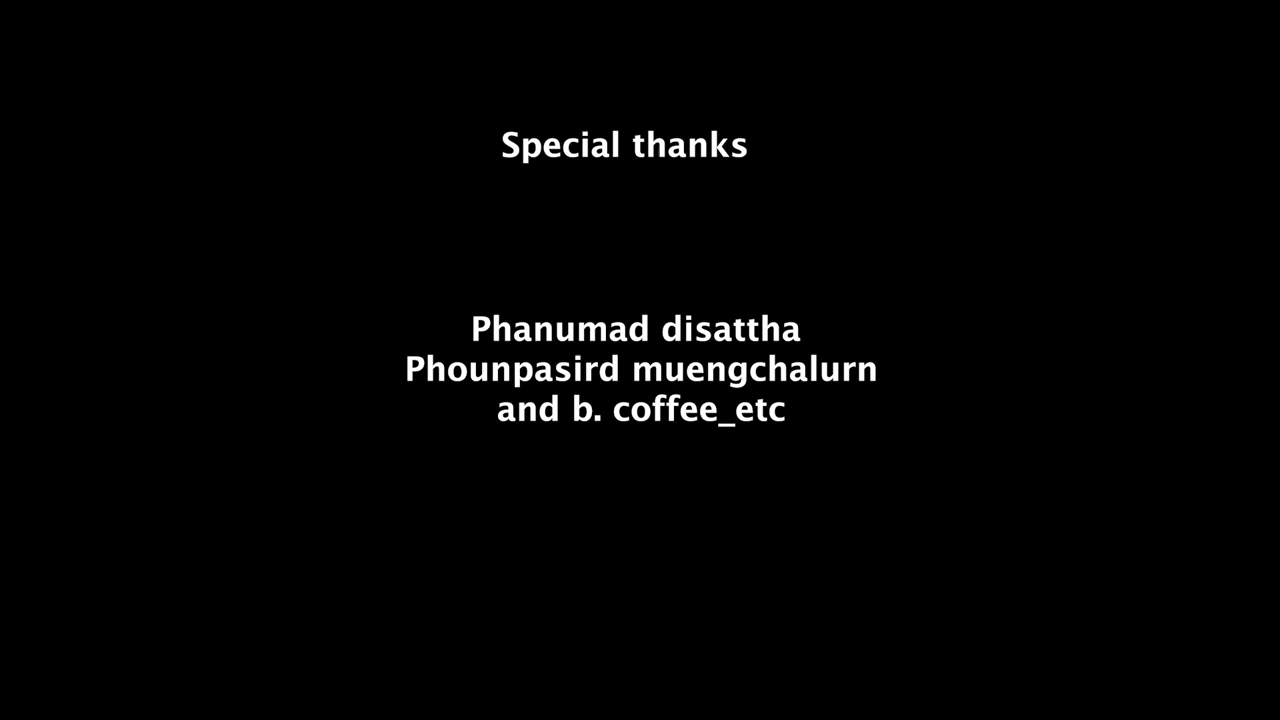 Special thanks
Phanumad disattha
Phounpasird muengchalurn
and b. coffee_etc